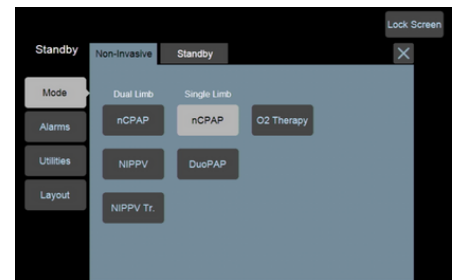 Lock Screen
Standby
Non-Invasive
Standby
Mode
Dual Limb
Single Limb
nCPAP
nCPAP
O2 Therapy
Alarms
Utilities
NIPPV
DuoPAP
Layout
NIPPV Tr.